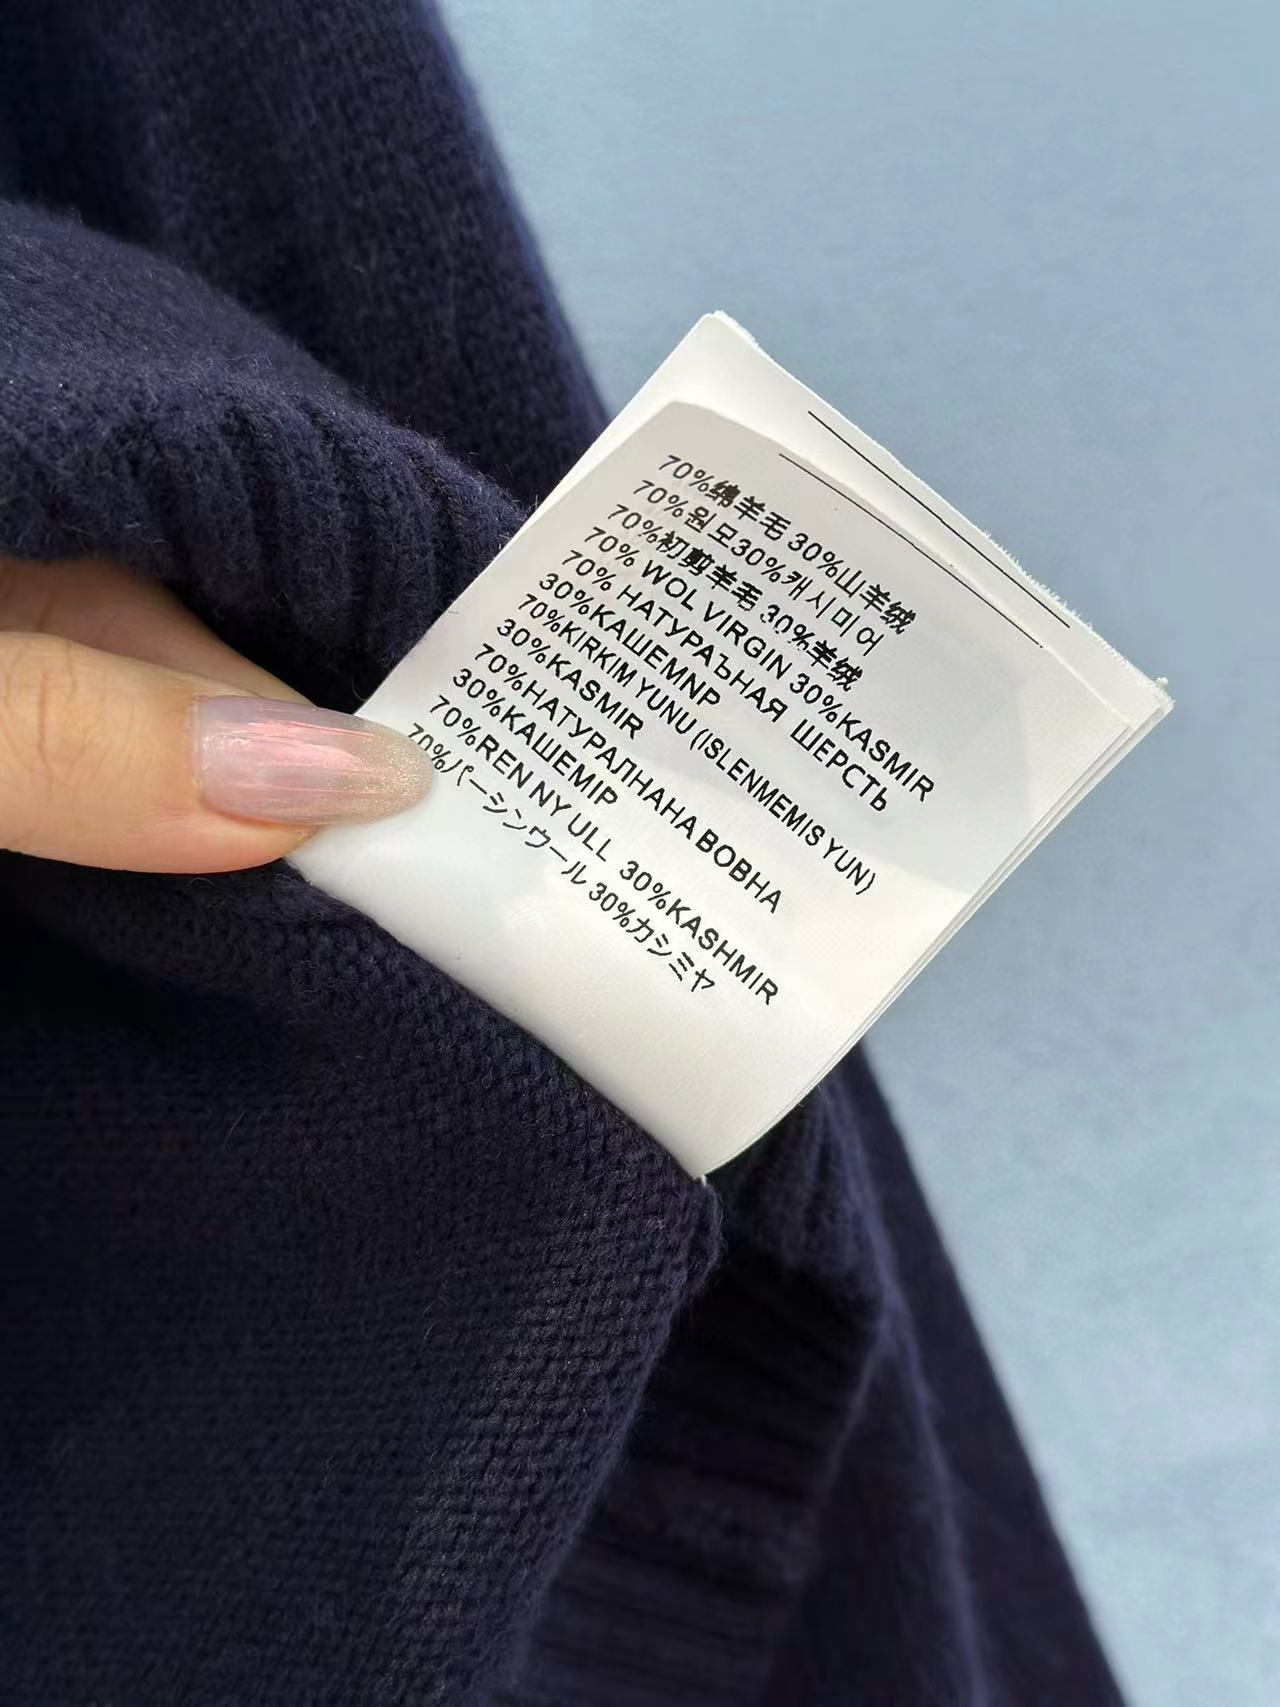 70%绵羊毛 30%山羊绒
70%원모30%캐시미어
70%初剪羊毛 30%羊绒
70% WOL VIRGIN 30%KASMIR
70% НАТУРАЪНАЯ ШЕРСТЬ
30%КАШЕМNР
70%KIRKIM YUNU (ISLENMEMIS YUN)
30%KASMIR
70%НАТУРАЛНАНА ВОВНА
30%КАШЕМІР
70%REN NY ULL 30%KASHMIR
70%バージンウール 30%カシミヤ